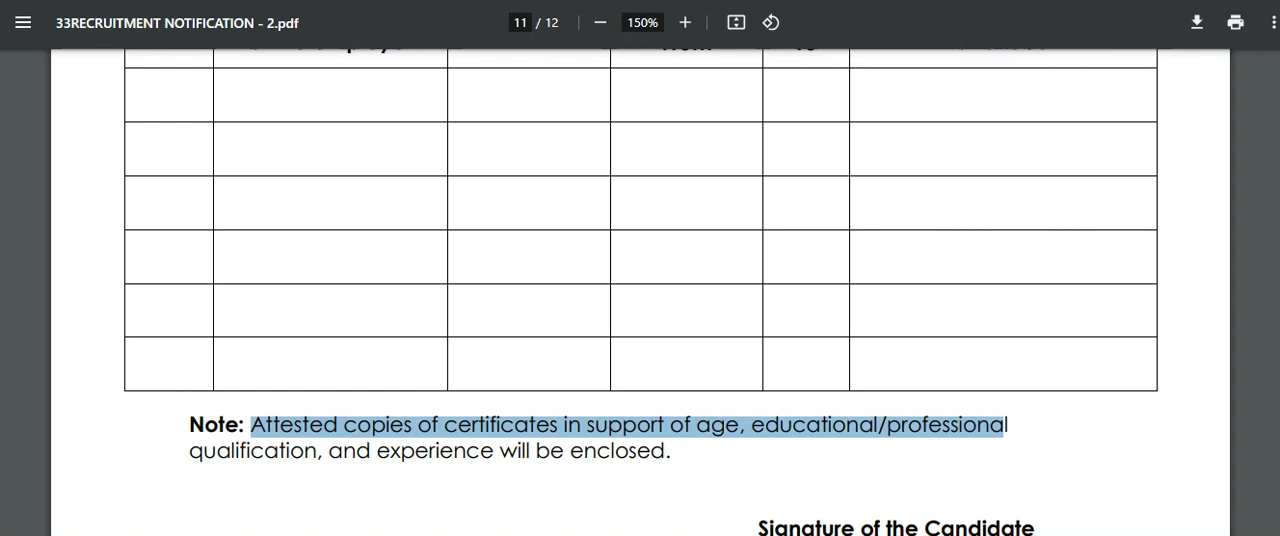 33RECRUITMENT NOTIFICATION - 2.pdf
11 / 12
150%
Note: Attested copies of certificates in support of age, educational/professional
qualification, and experience will be enclosed.
Signature of the Candidate